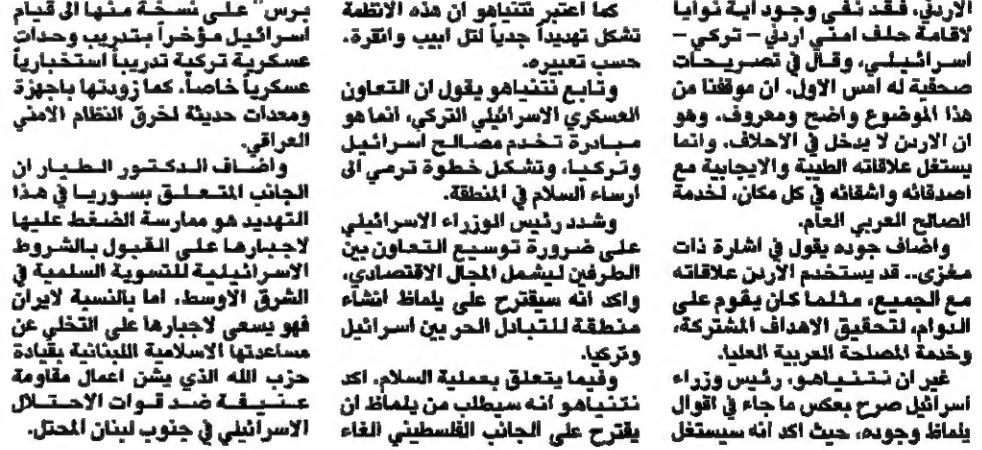 الاردني، فقد نفى وجود اية نوايا
لاقامة حلف امني اردني - تركي -
اسرائيلي، وقال في تصريحات
صحفية له امس الاول. ان موقفنا من
هذا الموضوع واضح ومعروف، وهو
ان الاردن لا يدخل في الاحلاف، وانما
يستغل علاقاته الطيبة والايجابية مع
اصدقائه واشقائه في كل مكان، لخدمة
الصالح العربي العام.
واضاف جوده يقول في اشارة ذات
مغزى.. قد يستخدم الاردن علاقاته
مع الجميع، مثلما كان يقوم على
الدوام، لتحقيق الاهداف المشتركة،
وخدمة المصلحة العربية العليا.
غير ان نتنياهو، رئيس وزراء
اسرائيل صرح بعكس ما جاء في اقوال
يلماظ وجوده، حيث اكد انه سيستغل
كما اعتبر نتنياهو ان هذه الانظمة
تشكل تهديداً جدياً لتل ابيب وانقرة.
حسب تعبيره.
وتابع نتنياهو يقول ان التعاون
العسكري الاسرائيلي التركي، انما هو
مبادرة تخدم مصالح اسرائيل
وتركيا، وتشكل خطوة ترمي الى
ارساء السلام في المنطقة.
وشدد رئيس الوزراء الاسرائيلي
على ضرورة توسيع التعاون بين
الطرفين ليشمل المجال الاقتصادي،
واكد انه سيقترح على يلماظ انشاء
منطقة للتبادل الحر بين اسرائيل
وتركيا.
وفيما يتعلق بعملية السلام، اكد
نتنياهو انه سيطلب من يلماظ ان
يقترح على الجانب الفلسطيني الغاء
برس" على نسخة منها الى قيام
اسرائيل مؤخراً بتدريب وحدات
عسكرية تركية تدريباً استخبارياً
عسكرياً خاصاً، كما زودتها باجهزة
ومعدات حديثة لخرق النظام الامني
العراقي.
واضاف الدكتور الطيار ان
الجانب المتعلق بسوريا في هذا
التهديد هو ممارسة الضغط عليها
لاجبارها على القبول بالشروط
الاسرائيلية للتسوية السلمية في
الشرق الاوسط، اما بالنسبة لايران
فهو يسعى لاجبارها على التخلي عن
مساعدتها الاسلامية اللبنانية بقيادة
حزب الله الذي يشن اعمال مقاومة
عنيفة ضد قوات الاحتلال
الاسرائيلي في جنوب لبنان المحتل.